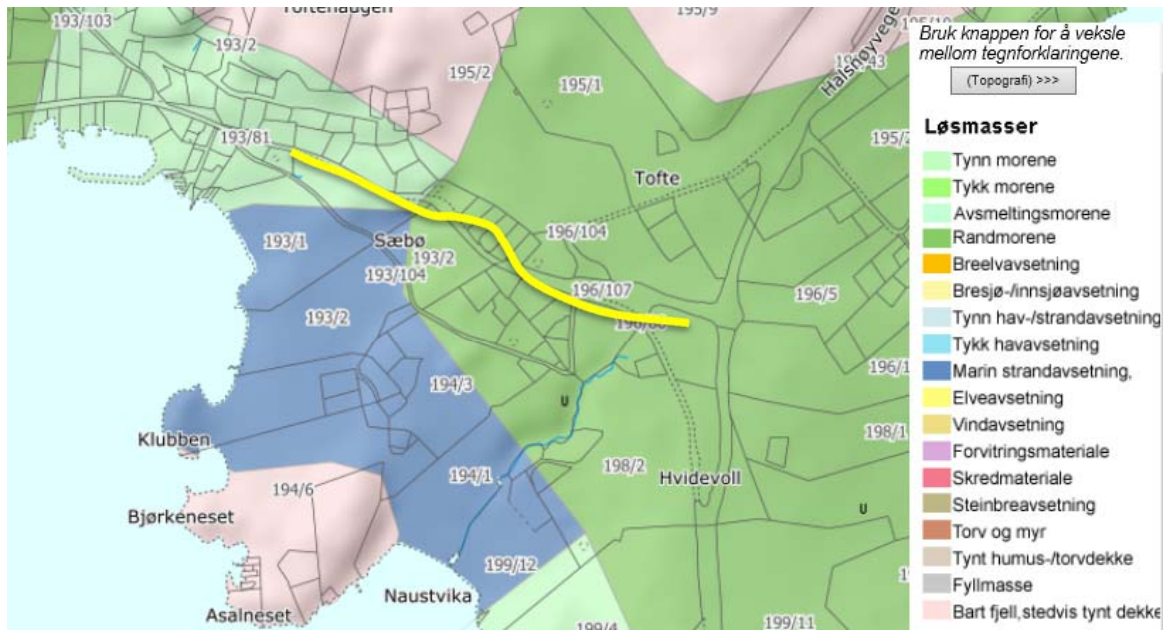 Toftehaugen
193/103
193/2
195/9
195/2
195/1
Halshøyvege
193/81
Tofte
193/1
Sæbø
193/2
193/104
196/104
196/107
196/5
193/2
196/1
194/3
U
Klubben
198/1
194/1
198/2
Hvidevoll
194/6
Bjørkeneset
U
199/12
Naustvika
Asalneset
199/4
199/11
Bruk knappen for å veksle
mellom tegnforklaringene.
(Topografi) >>>
Løsmasser
Tynn morene
Tykk morene
Avsmeltingsmorene
Randmorene
Breelvavsetning
Bresjø-/innsjøavsetning
Tynn hav-/strandavsetning
Tykk havavsetning
Marin strandavsetning,
Elveavsetning
Vindavsetning
Forvitringsmateriale
Skredmateriale
Steinbreavsetning
Torv og myr
Tynt humus-/torvdekke
Fyllmasse
Bart fjell,stedvis tynt dekke